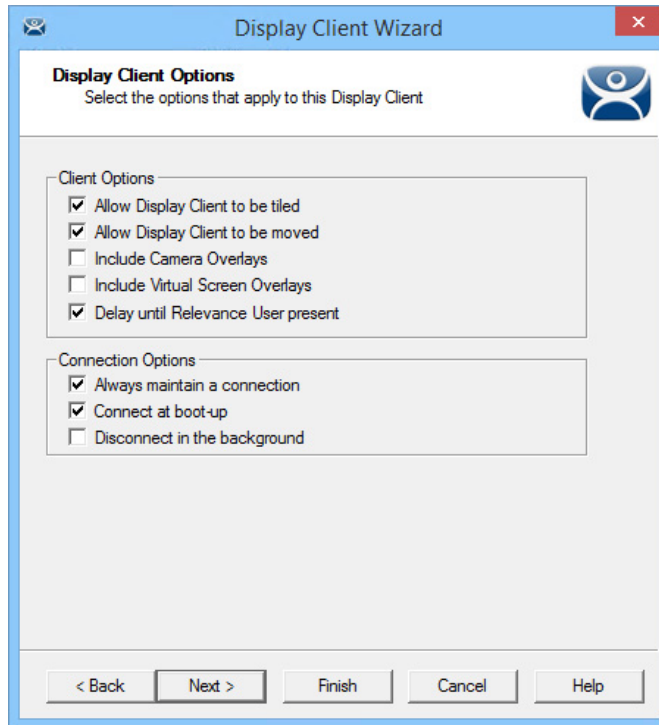 Display Client Wizard
Display Client Options
Select the options that apply to this Display Client
Client Options
Allow Display Client to be tiled
Allow Display Client to be moved
Include Camera Overlays
Include Virtual Screen Overlays
Delay until Relevance User present
Connection Options
Always maintain a connection
Connect at boot-up
Disconnect in the background
< Back Next > Finish Cancel Help